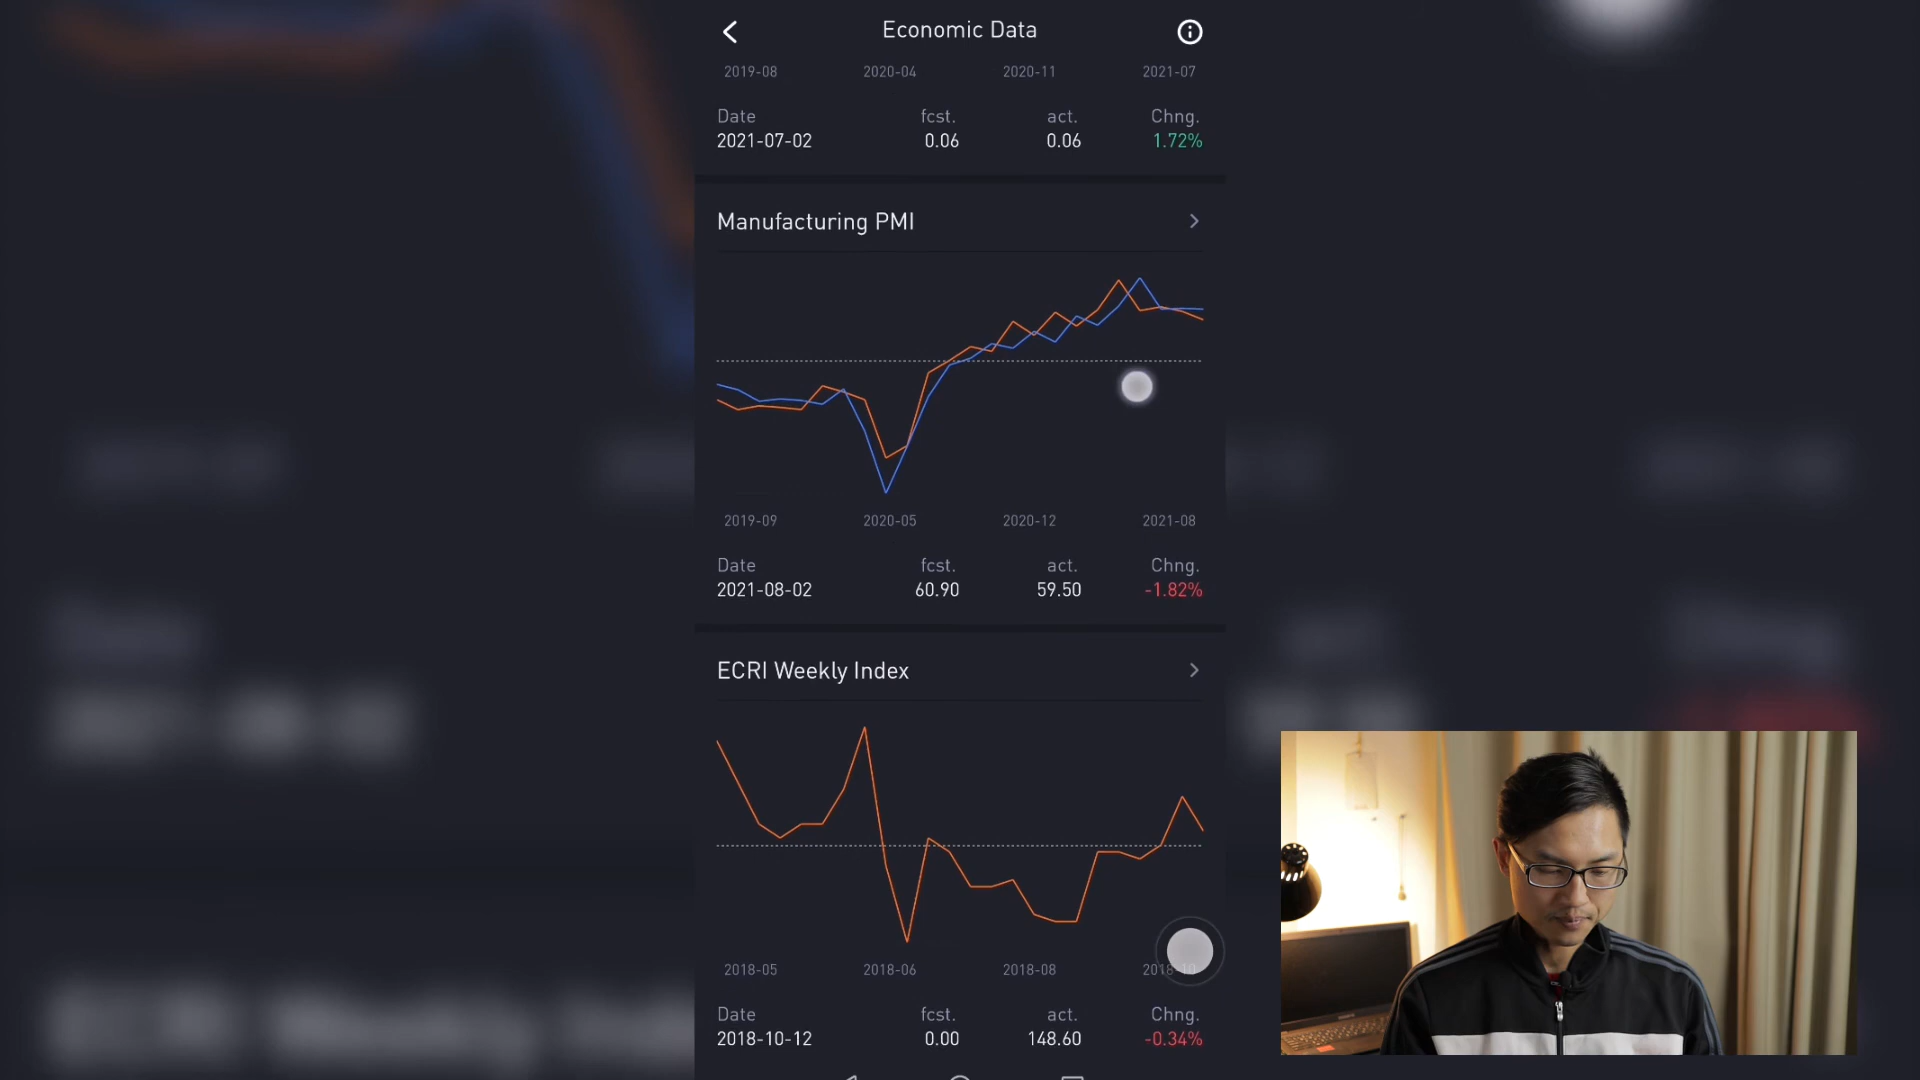 Economic Data
2019-08 2020-04 2020-11 2021-07
Date fcst. act. Chng.
2021-07-02 0.06 0.06 1.72%
Manufacturing PMI
2019-09 2020-05 2020-12 2021-08
Date fcst. act. Chng.
2021-08-02 60.90 59.50 -1.82%
ECRI Weekly Index
2018-05 2018-06 2018-08 2018-10
Date fcst. act. Chng.
2018-10-12 0.00 148.60 -0.34%